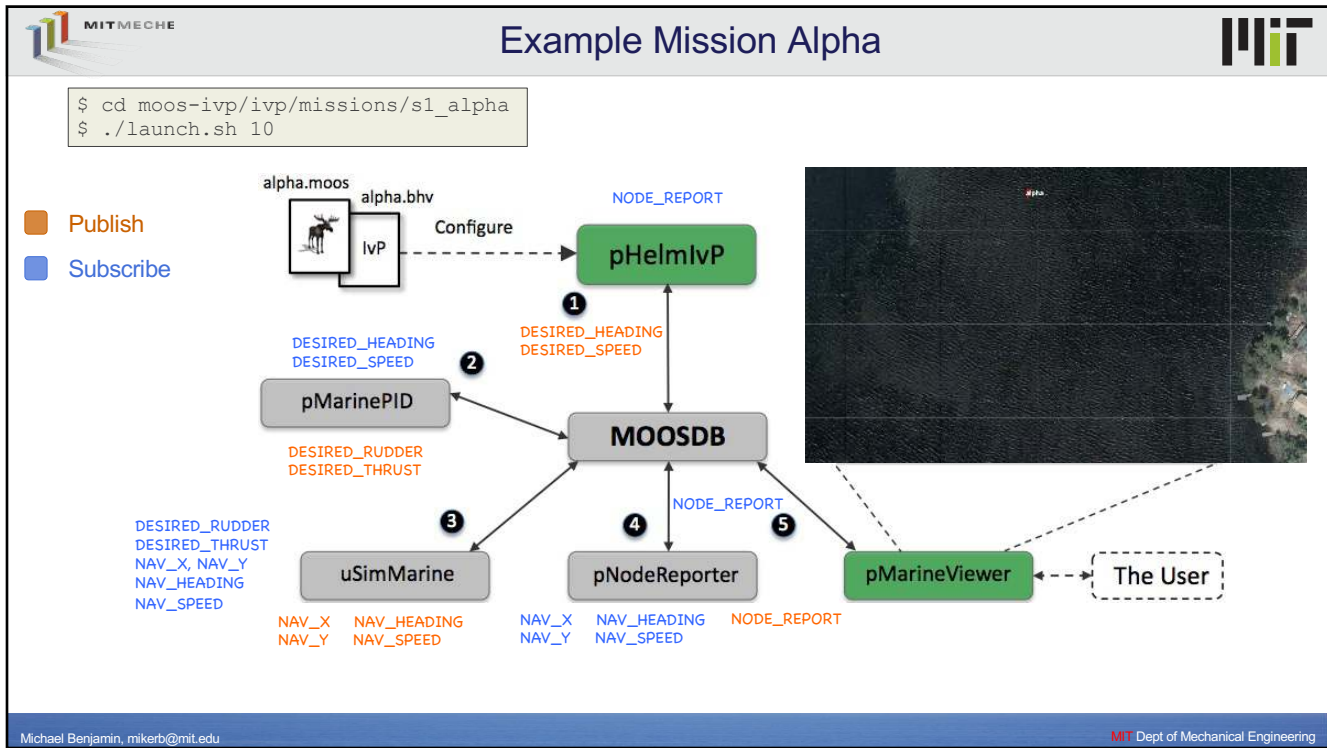 MITMECHE
Example Mission Alpha
MIT
$ cd moos-ivp/ivp/missions/s1_alpha
$ ./launch.sh 10
alpha.moos
alpha.bhv
IvP
Configure
NODE_REPORT
pHelmIvP
Publish
Subscribe
alpha
1
DESIRED_HEADING
DESIRED_SPEED
DESIRED_HEADING
DESIRED_SPEED
2
pMarinePID
MOOSDB
DESIRED_RUDDER
DESIRED_THRUST
NODE_REPORT
3
4
5
DESIRED_RUDDER
DESIRED_THRUST
NAV_X, NAV_Y
NAV_HEADING
NAV_SPEED
uSimMarine
pNodeReporter
pMarineViewer
The User
NAV_X NAV_HEADING
NAV_Y NAV_SPEED
NAV_X NAV_HEADING
NAV_Y NAV_SPEED
NODE_REPORT
Michael Benjamin, mikerb@mit.edu
MIT Dept of Mechanical Engineering